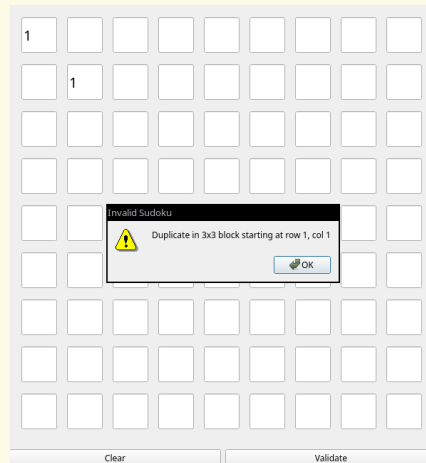 1
1
Invalid Sudoku
Duplicate in 3x3 block starting at row 1, col 1
OK
Clear Validate